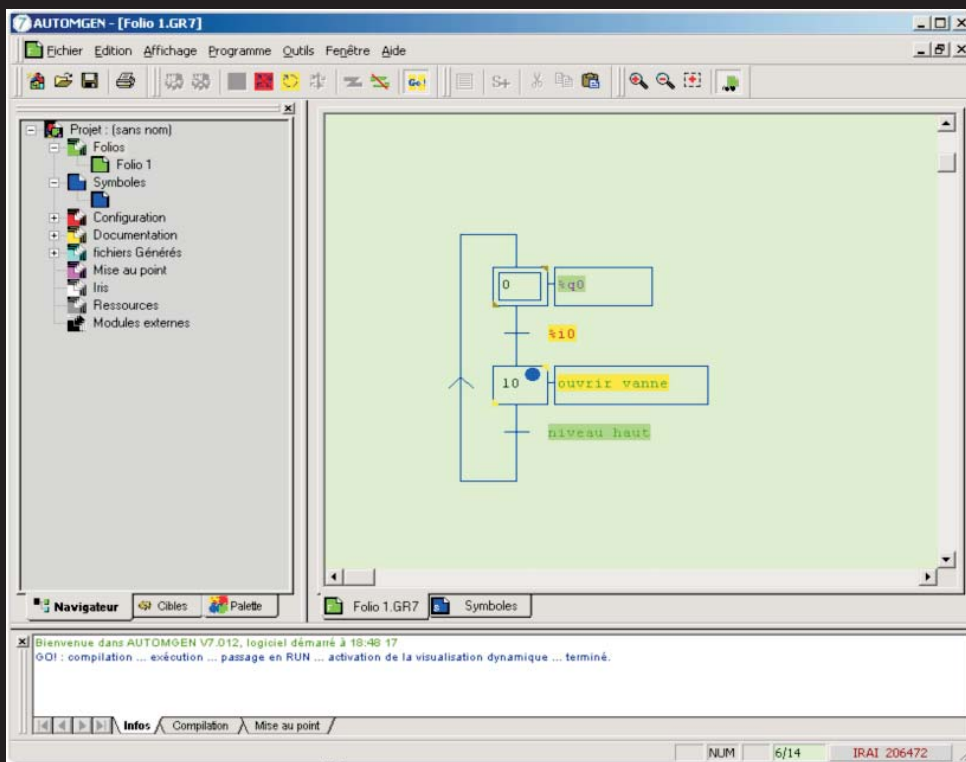 AUTOMGEN - [Folio 1.GR7]
Fichier Edition Affichage Programme Outils Fenêtre Aide
Go!
S+
Projet : (sans nom)
Folios
Folio 1
Symboles
Configuration
Documentation
fichiers Générés
Mise au point
Iris
Ressources
Modules externes
0
%q0
%i0
10
ouvrir vanne
niveau haut
Navigateur Cibles Palette
Folio 1.GR7 Symboles
Bienvenue dans AUTOMGEN V7.012, logiciel démarré à 18:48 17
GO! : compilation ... exécution ... passage en RUN ... activation de la visualisation dynamique ... terminé.
Infos Compilation Mise au point
NUM 6/14 IRAI 206472